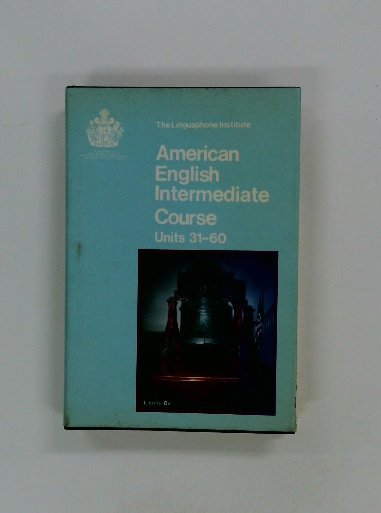 The Linguaphone Institute
American
English
Intermediate
Course
Units 31-60